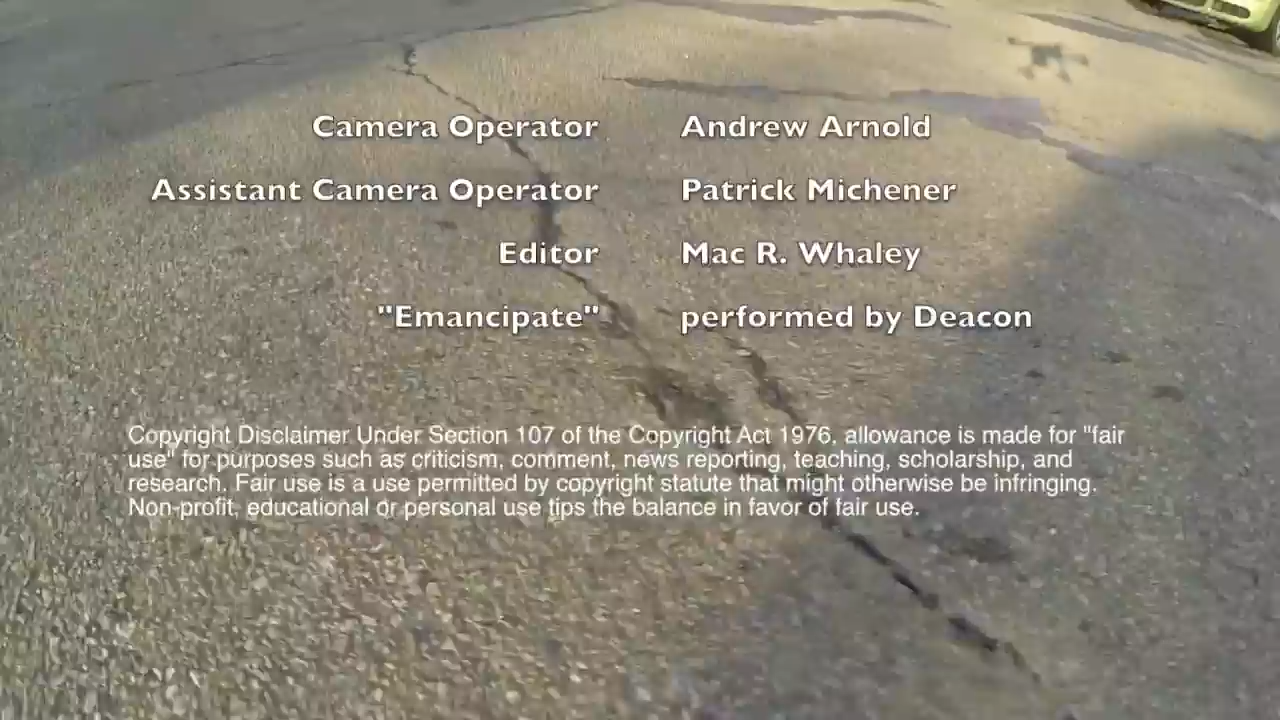 Camera Operator Andrew Arnold
Assistant Camera Operator Patrick Michener
Editor Mac R. Whaley
"Emancipate" performed by Deacon
Copyright Disclaimer Under Section 107 of the Copyright Act 1976, allowance is made for "fair
use" for purposes such as criticism, comment, news reporting, teaching, scholarship, and
research. Fair use is a use permitted by copyright statute that might otherwise be infringing.
Non-profit, educational or personal use tips the balance in favor of fair use.